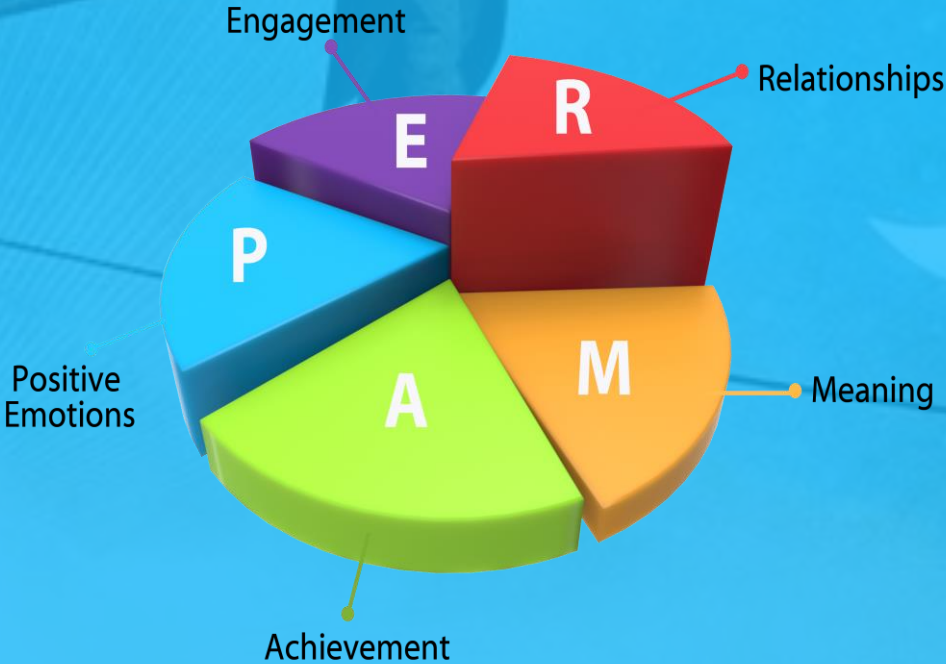 Engagement
Relationships
R
E
P
M
A
Positive
Emotions
Meaning
Achievement